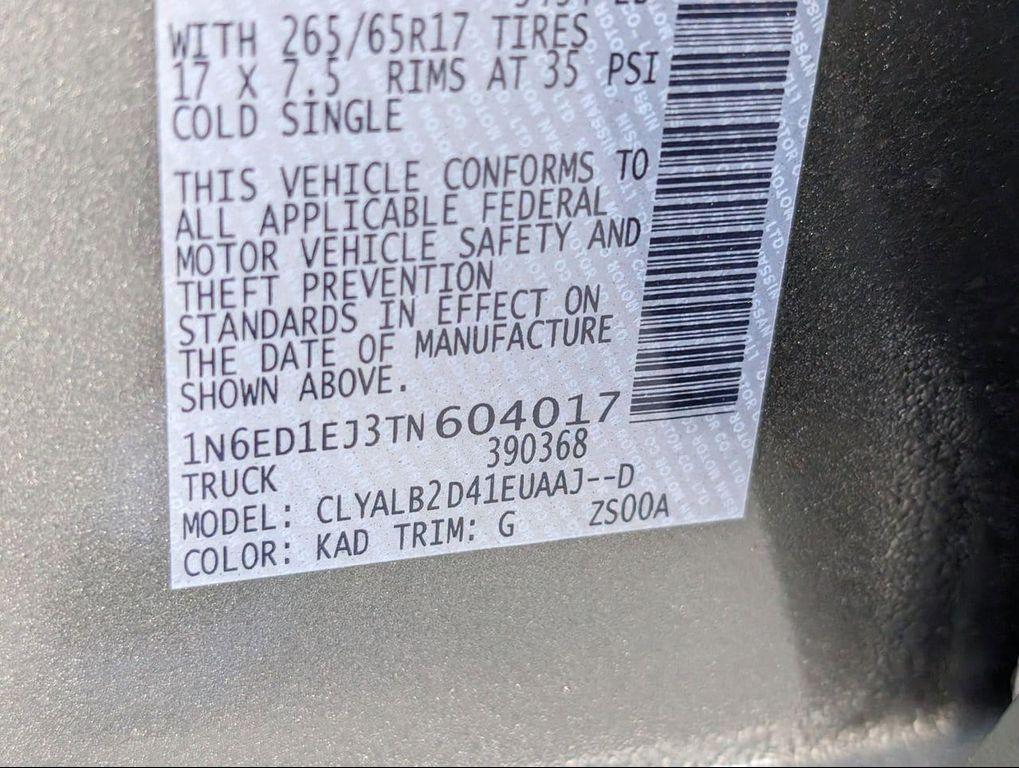 WITH 265/65R17 TIRES
17 X 7.5 RIMS AT 35 PSI
COLD SINGLE
THIS VEHICLE CONFORMS TO
ALL APPLICABLE FEDERAL
MOTOR VEHICLE SAFETY AND
THEFT PREVENTION
STANDARDS IN EFFECT ON
THE DATE OF MANUFACTURE
SHOWN ABOVE.
1N6ED1EJ3TN604017
390368
TRUCK
MODEL: CLYALB2D41EUAAJ--D
COLOR: KAD TRIM: G ZS00A